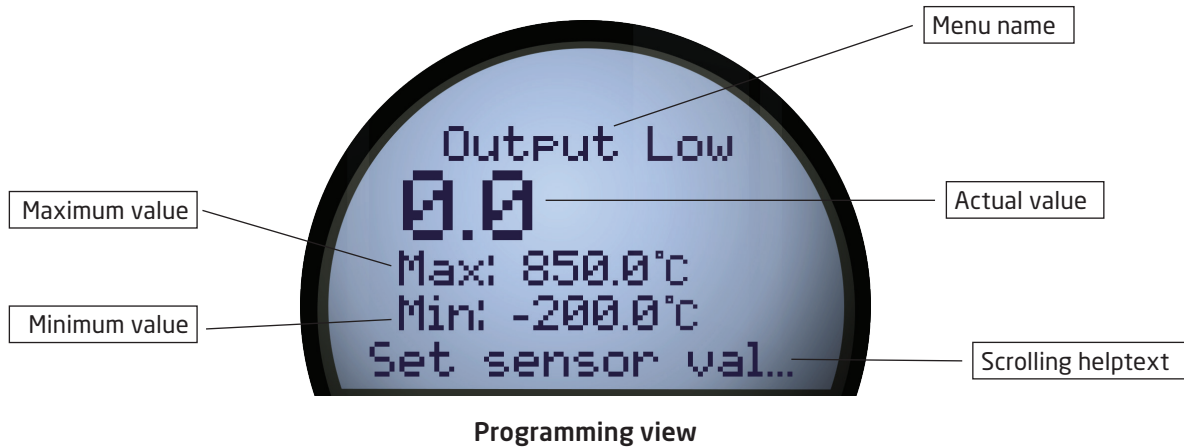 Menu name
Output Low
0.0
Actual value
Maximum value
Max: 850.0°C
Minimum value
Min: -200.0°C
Set sensor val...
Scrolling helptext
Programming view